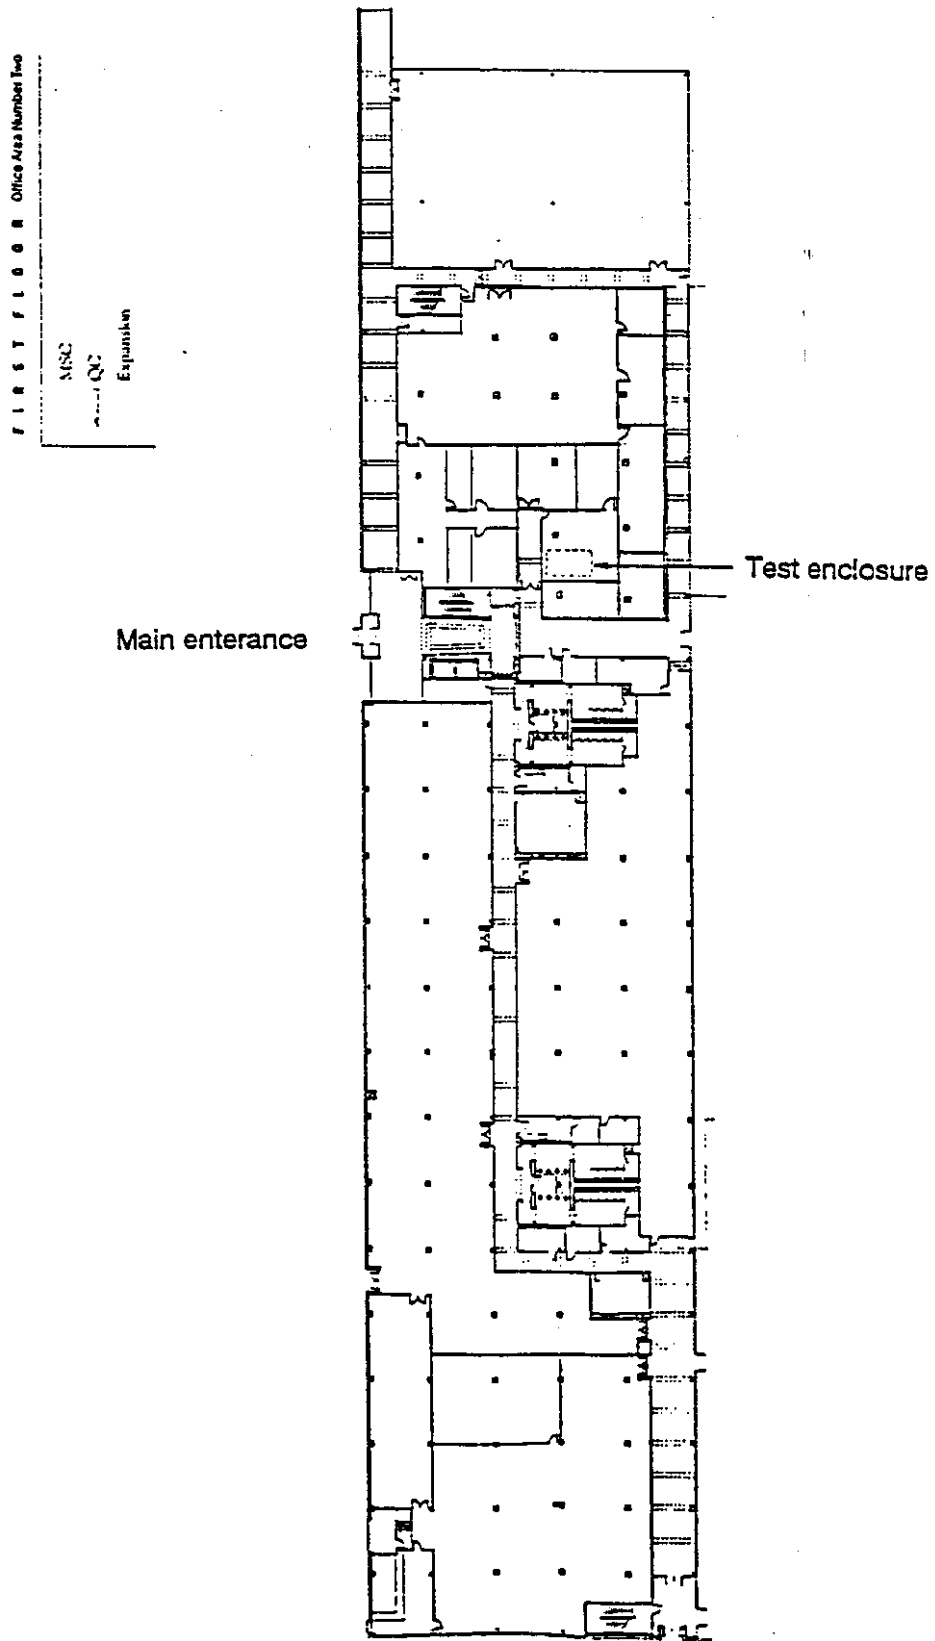 FIRST FLOOR Office Area Number Two
MSC
QC
Expansion
Test enclosure
Main enterance